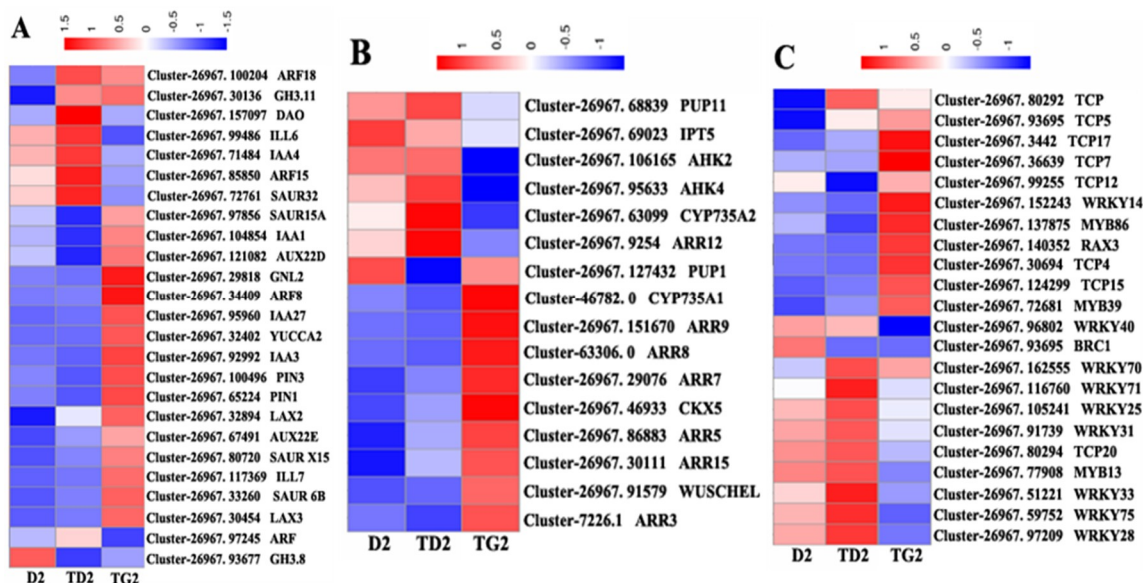 A
1.5 1 0.5 0 -0.5 -1 -1.5
Cluster-26967. 100204 ARF18
Cluster-26967. 30136 GH3.11
Cluster-26967. 157097 DAO
Cluster-26967. 99486 ILL6
Cluster-26967. 71484 IAA4
Cluster-26967. 85850 ARF15
Cluster-26967. 72761 SAUR32
Cluster-26967. 97856 SAUR15A
Cluster-26967. 104854 IAA1
Cluster-26967. 121082 AUX22D
Cluster-26967. 29818 GNL2
Cluster-26967. 34409 ARF8
Cluster-26967. 95960 IAA27
Cluster-26967. 32402 YUCCA2
Cluster-26967. 92992 IAA3
Cluster-26967. 100496 PIN3
Cluster-26967. 65224 PIN1
Cluster-26967. 32894 LAX2
Cluster-26967. 67491 AUX22E
Cluster-26967. 80720 SAUR X15
Cluster-26967. 117369 ILL7
Cluster-26967. 33260 SAUR 6B
Cluster-26967. 30454 LAX3
Cluster-26967. 97245 ARF
Cluster-26967. 93677 GH3.8
D2 TD2 TG2
B
1 0.5 0 -0.5 -1
Cluster-26967. 68839 PUP11
Cluster-26967. 69023 IPT5
Cluster-26967. 106165 AHK2
Cluster-26967. 95633 AHK4
Cluster-26967. 63099 CYP735A2
Cluster-26967. 9254 ARR12
Cluster-26967. 127432 PUP1
Cluster-46782. 0 CYP735A1
Cluster-26967. 151670 ARR9
Cluster-63306. 0 ARR8
Cluster-26967. 29076 ARR7
Cluster-26967. 46933 CKX5
Cluster-26967. 86883 ARR5
Cluster-26967. 30111 ARR15
Cluster-26967. 91579 WUSCHEL
Cluster-7226.1 ARR3
D2 TD2 TG2
C
1 0.5 0 -0.5 -1
Cluster-26967. 80292 TCP
Cluster-26967. 93695 TCP5
Cluster-26967. 3442 TCP17
Cluster-26967. 36639 TCP7
Cluster-26967. 99255 TCP12
Cluster-26967. 152243 WRKY14
Cluster-26967. 137875 MYB86
Cluster-26967. 140352 RAX3
Cluster-26967. 30694 TCP4
Cluster-26967. 124299 TCP15
Cluster-26967. 72681 MYB39
Cluster-26967. 96802 WRKY40
Cluster-26967. 93695 BRC1
Cluster-26967. 162555 WRKY70
Cluster-26967. 116760 WRKY71
Cluster-26967. 105241 WRKY25
Cluster-26967. 91739 WRKY31
Cluster-26967. 80294 TCP20
Cluster-26967. 77908 MYB13
Cluster-26967. 51221 WRKY33
Cluster-26967. 59752 WRKY75
Cluster-26967. 97209 WRKY28
D2 TD2 TG2